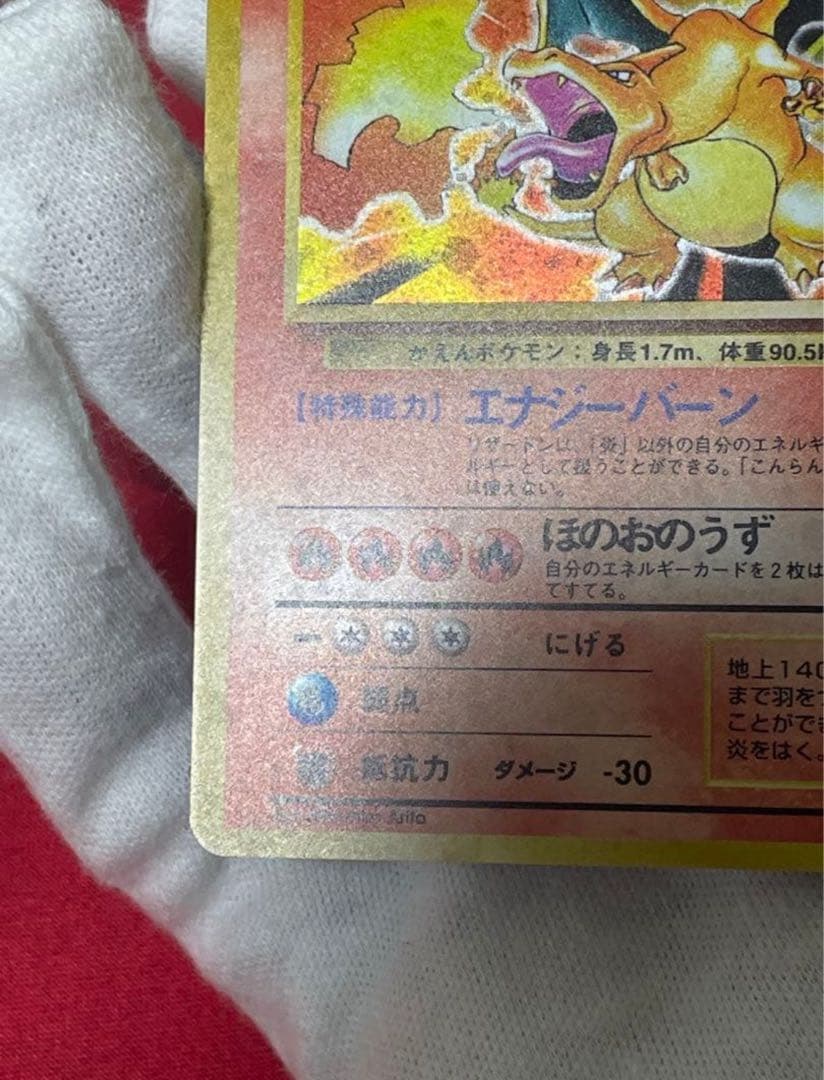 かえんポケモン：身長1.7m、体重90.5k
【特殊能力】 エナジーバーン
リザードンは、「炎」以外の自分のエネルギ
ルギーとして扱うことができる。「こんらん
は使えない。
ほのおのうず
自分のエネルギーカードを2枚は
てすてる。
にげる
弱点
抵抗力 ダメージ -30
地上140
まで羽をつ
ことができ
炎をはく。
Arita